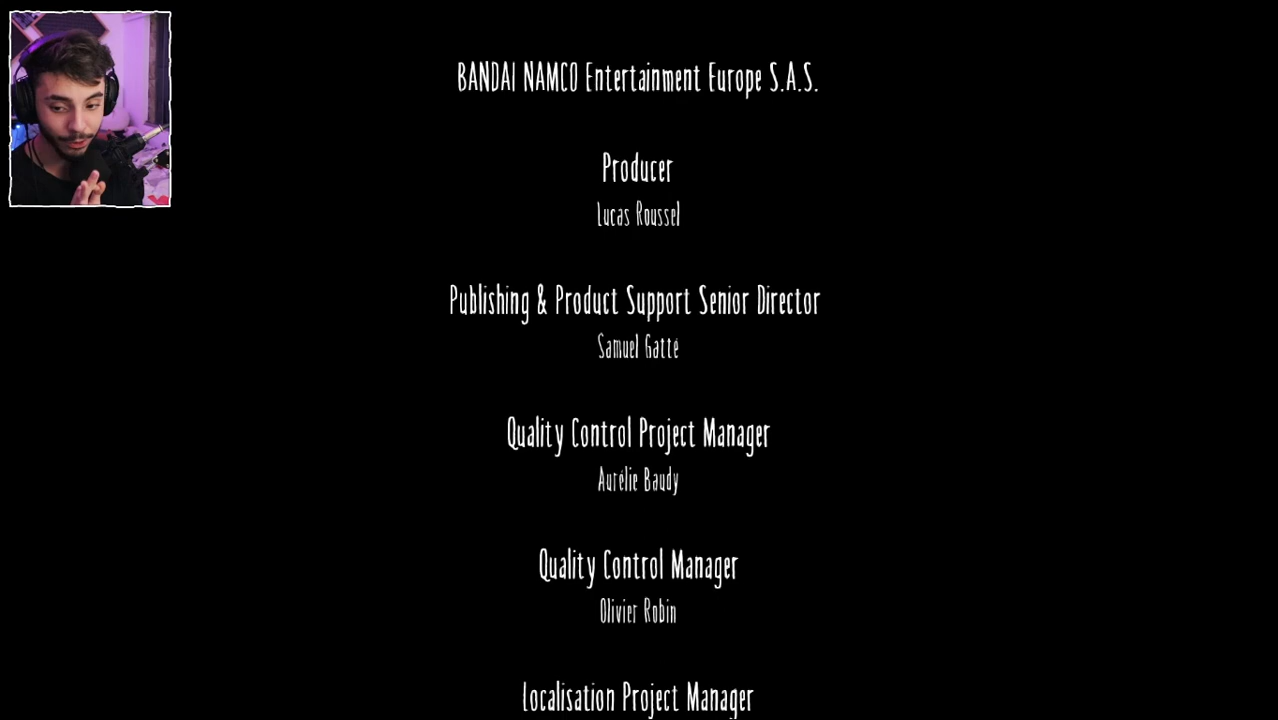 BANDAI NAMCO Entertainment Europe S.A.S.
Producer
Lucas Roussel
Publishing & Product Support Senior Director
Samuel Gatté
Quality Control Project Manager
Aurélie Baudy
Quality Control Manager
Olivier Robin
Localisation Project Manager